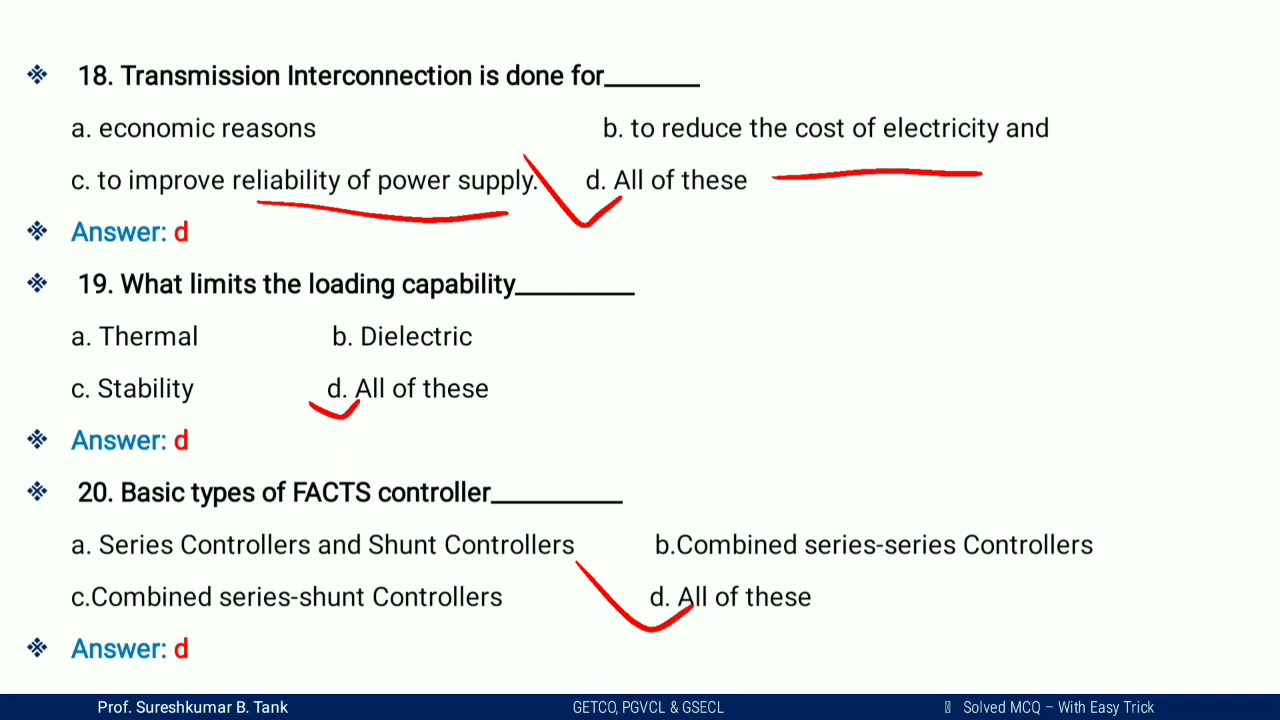 ❖ 18. Transmission Interconnection is done for_______
a. economic reasons b. to reduce the cost of electricity and
c. to improve reliability of power supply. d. All of these
❖ Answer: d
❖ 19. What limits the loading capability_________
a. Thermal b. Dielectric
c. Stability d. All of these
❖ Answer: d
❖ 20. Basic types of FACTS controller__________
a. Series Controllers and Shunt Controllers b.Combined series-series Controllers
c.Combined series-shunt Controllers d. All of these
❖ Answer: d
Prof. Sureshkumar B. Tank GETCO, PGVCL & GSECL Solved MCQ – With Easy Trick